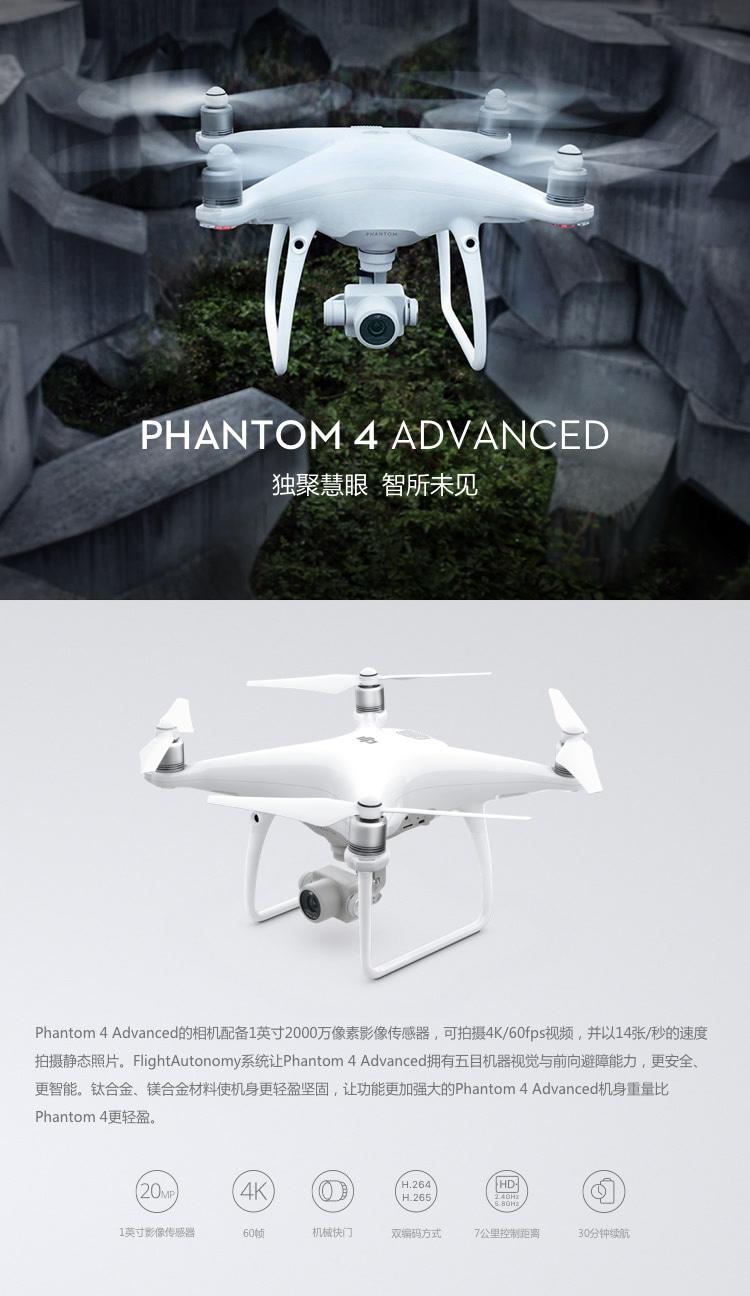 PHANTOM
PHANTOM 4 ADVANCED
独聚慧眼 智所未见
Phantom 4 Advanced的相机配备1英寸2000万像素影像传感器，可拍摄4K/60fps视频，并以14张/秒的速度
拍摄静态照片。FlightAutonomy系统让Phantom 4 Advanced拥有五目机器视觉与前向避障能力，更安全、
更智能。钛合金、镁合金材料使机身更轻盈坚固，让功能更加强大的Phantom 4 Advanced机身重量比
Phantom 4更轻盈。
20MP
1英寸影像传感器
4K
60帧
机械快门
H.264
H.265
双编码方式
HD
2.4GHz
5.8GHz
7公里控制距离
30分钟续航